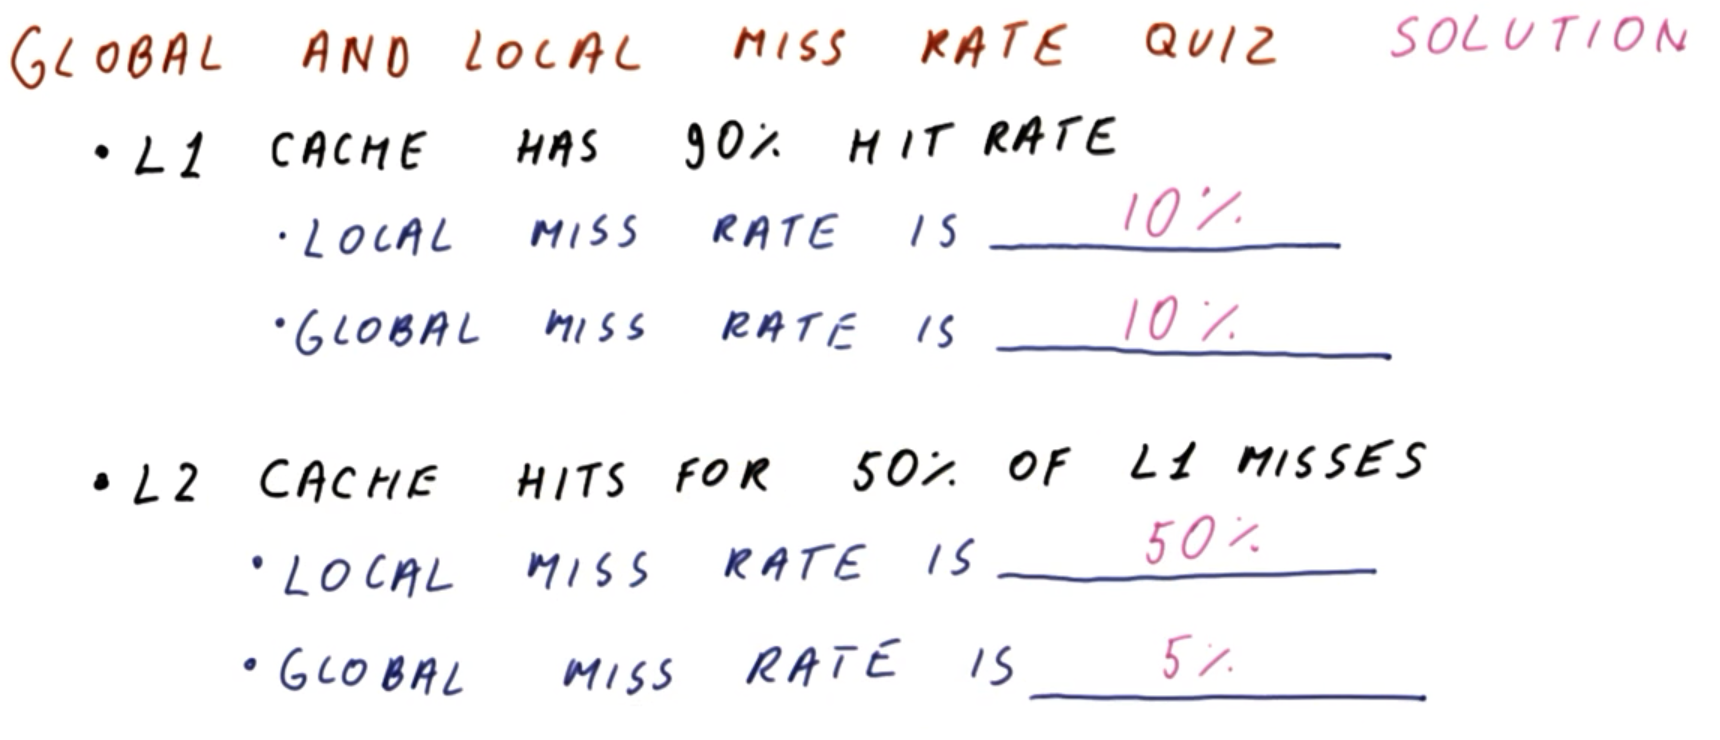 GLOBAL AND LOCAL MISS RATE QUIZ SOLUTION
• L1 CACHE HAS 90% HIT RATE
• LOCAL MISS RATE IS 10%
• GLOBAL MISS RATE IS 10%
• L2 CACHE HITS FOR 50% OF L1 MISSES
• LOCAL MISS RATE IS 50%
• GLOBAL MISS RATE IS 5%